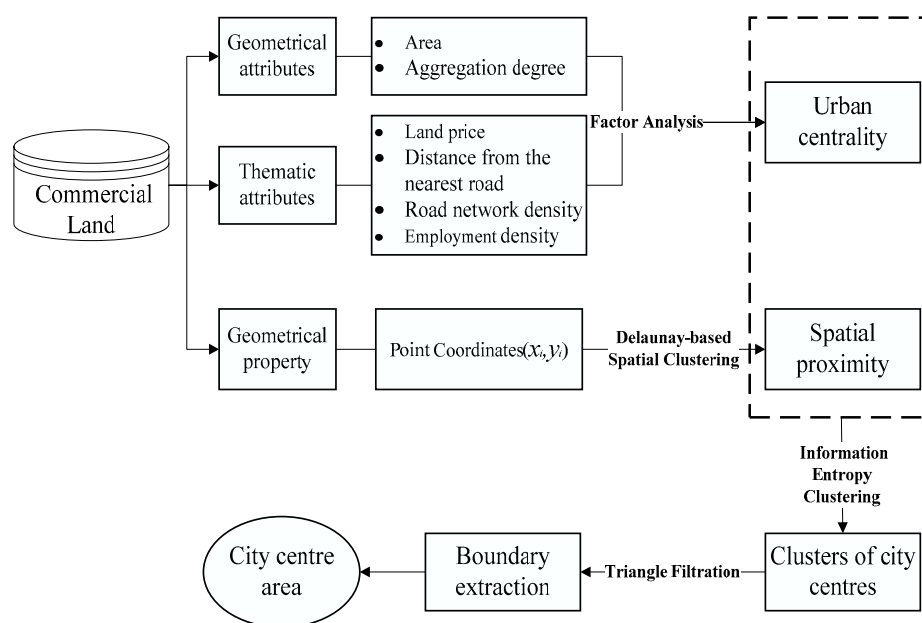 Geometrical
attributes
• Area
• Aggregation degree
Urban
centrality
Factor Analysis
Commercial
Land
Thematic
attributes
• Land price
• Distance from the
nearest road
• Road network density
• Employment density
Geometrical
property
Point Coordinates(xᵢ,yᵢ)
Delaunay-based
Spatial Clustering
Spatial
proximity
Information
Entropy
Clustering
City centre
area
Boundary
extraction
Triangle Filtration
Clusters of city
centres